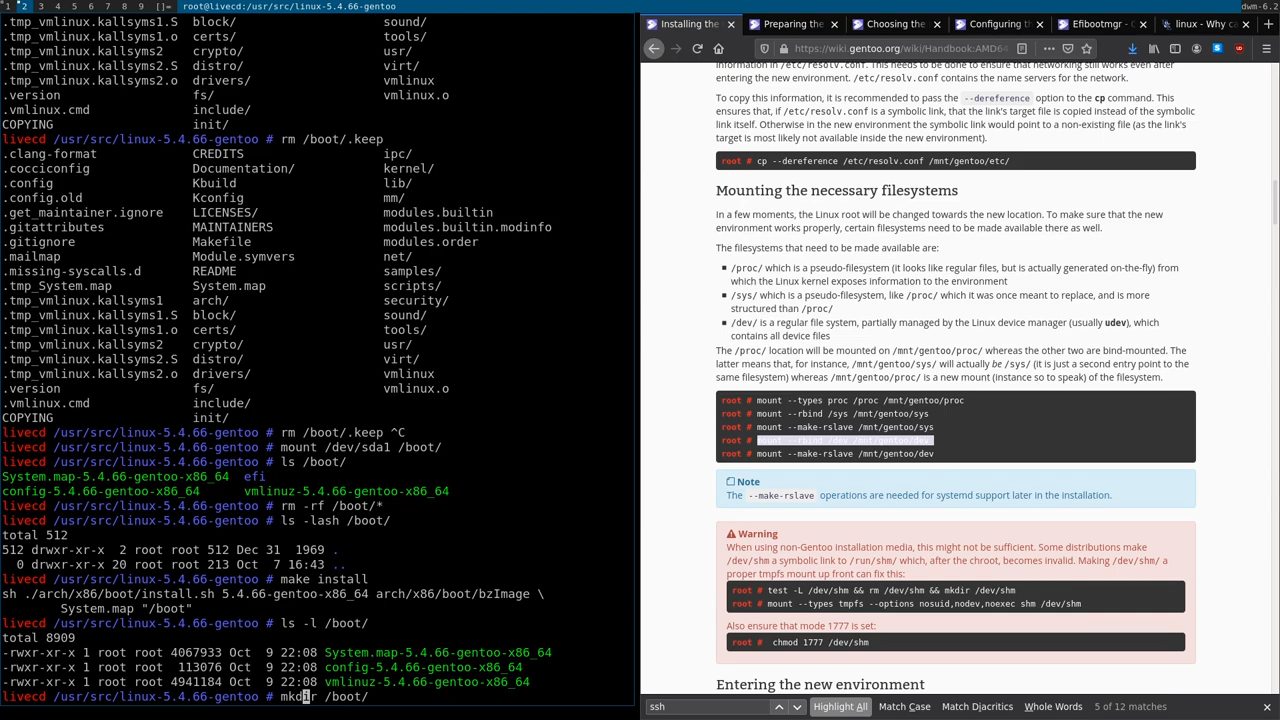 1 2 3 4 5 6 7 8 9 []= root@livecd:/usr/src/linux-5.4.66-gentoo dwm-6.2
.tmp_vmlinux.kallsyms1.S block/ sound/
.tmp_vmlinux.kallsyms1.o certs/ tools/
.tmp_vmlinux.kallsyms2 crypto/ usr/
.tmp_vmlinux.kallsyms2.S distro/ virt/
.tmp_vmlinux.kallsyms2.o drivers/ vmlinux
.version fs/ vmlinux.o
.vmlinux.cmd include/
COPYING init/
livecd /usr/src/linux-5.4.66-gentoo # rm /boot/.keep
.clang-format CREDITS ipc/
.cocciconfig Documentation/ kernel/
.config Kbuild lib/
.config.old Kconfig mm/
.get_maintainer.ignore LICENSES/ modules.builtin
.gitattributes MAINTAINERS modules.builtin.modinfo
.gitignore Makefile modules.order
.mailmap Module.symvers net/
.missing-syscalls.d README samples/
.tmp_System.map System.map scripts/
.tmp_vmlinux.kallsyms1 arch/ security/
.tmp_vmlinux.kallsyms1.S block/ sound/
.tmp_vmlinux.kallsyms1.o certs/ tools/
.tmp_vmlinux.kallsyms2 crypto/ usr/
.tmp_vmlinux.kallsyms2.S distro/ virt/
.tmp_vmlinux.kallsyms2.o drivers/ vmlinux
.version fs/ vmlinux.o
.vmlinux.cmd include/
COPYING init/
livecd /usr/src/linux-5.4.66-gentoo # rm /boot/.keep ^C
livecd /usr/src/linux-5.4.66-gentoo # mount /dev/sda1 /boot/
livecd /usr/src/linux-5.4.66-gentoo # ls /boot/
System.map-5.4.66-gentoo-x86_64 efi
config-5.4.66-gentoo-x86_64 vmlinuz-5.4.66-gentoo-x86_64
livecd /usr/src/linux-5.4.66-gentoo # rm -rf /boot/*
livecd /usr/src/linux-5.4.66-gentoo # ls -lash /boot/
total 512
512 drwxr-xr-x 2 root root 512 Dec 31 1969 .
0 drwxr-xr-x 20 root root 213 Oct 7 16:43 ..
livecd /usr/src/linux-5.4.66-gentoo # make install
sh ./arch/x86/boot/install.sh 5.4.66-gentoo-x86_64 arch/x86/boot/bzImage \
System.map "/boot"
livecd /usr/src/linux-5.4.66-gentoo # ls -l /boot/
total 8909
-rwxr-xr-x 1 root root 4067933 Oct 9 22:08 System.map-5.4.66-gentoo-x86_64
-rwxr-xr-x 1 root root 113076 Oct 9 22:08 config-5.4.66-gentoo-x86_64
-rwxr-xr-x 1 root root 4941184 Oct 9 22:08 vmlinuz-5.4.66-gentoo-x86_64
livecd /usr/src/linux-5.4.66-gentoo # mkdir /boot/
Installing the Preparing the Choosing the Configuring th Efibootmgr - G linux - Why ca
https://wiki.gentoo.org/wiki/Handbook:AMD64
information in /etc/resolv.conf. This needs to be done to ensure that networking still works even after
entering the new environment. /etc/resolv.conf contains the name servers for the network.
To copy this information, it is recommended to pass the --dereference option to the cp command. This
ensures that, if /etc/resolv.conf is a symbolic link, that the link's target file is copied instead of the symbolic
link itself. Otherwise in the new environment the symbolic link would point to a non-existing file (as the link's
target is most likely not available inside the new environment).
root # cp --dereference /etc/resolv.conf /mnt/gentoo/etc/
Mounting the necessary filesystems
In a few moments, the Linux root will be changed towards the new location. To make sure that the new
environment works properly, certain filesystems need to be made available there as well.
The filesystems that need to be made available are:
/proc/ which is a pseudo-filesystem (it looks like regular files, but is actually generated on-the-fly) from
which the Linux kernel exposes information to the environment
/sys/ which is a pseudo-filesystem, like /proc/ which it was once meant to replace, and is more
structured than /proc/
/dev/ is a regular file system, partially managed by the Linux device manager (usually udev), which
contains all device files
The /proc/ location will be mounted on /mnt/gentoo/proc/ whereas the other two are bind-mounted. The
latter means that, for instance, /mnt/gentoo/sys/ will actually be /sys/ (it is just a second entry point to the
same filesystem) whereas /mnt/gentoo/proc/ is a new mount (instance so to speak) of the filesystem.
root # mount --types proc /proc /mnt/gentoo/proc
root # mount --rbind /sys /mnt/gentoo/sys
root # mount --make-rslave /mnt/gentoo/sys
root # mount --rbind /dev /mnt/gentoo/dev
root # mount --make-rslave /mnt/gentoo/dev
Note
The --make-rslave operations are needed for systemd support later in the installation.
Warning
When using non-Gentoo installation media, this might not be sufficient. Some distributions make
/dev/shm a symbolic link to /run/shm/ which, after the chroot, becomes invalid. Making /dev/shm/ a
proper tmpfs mount up front can fix this:
root # test -L /dev/shm && rm /dev/shm && mkdir /dev/shm
root # mount --types tmpfs --options nosuid,nodev,noexec shm /dev/shm
Also ensure that mode 1777 is set:
root # chmod 1777 /dev/shm
Entering the new environment
ssh Highlight All Match Case Match Diacritics Whole Words 5 of 12 matches